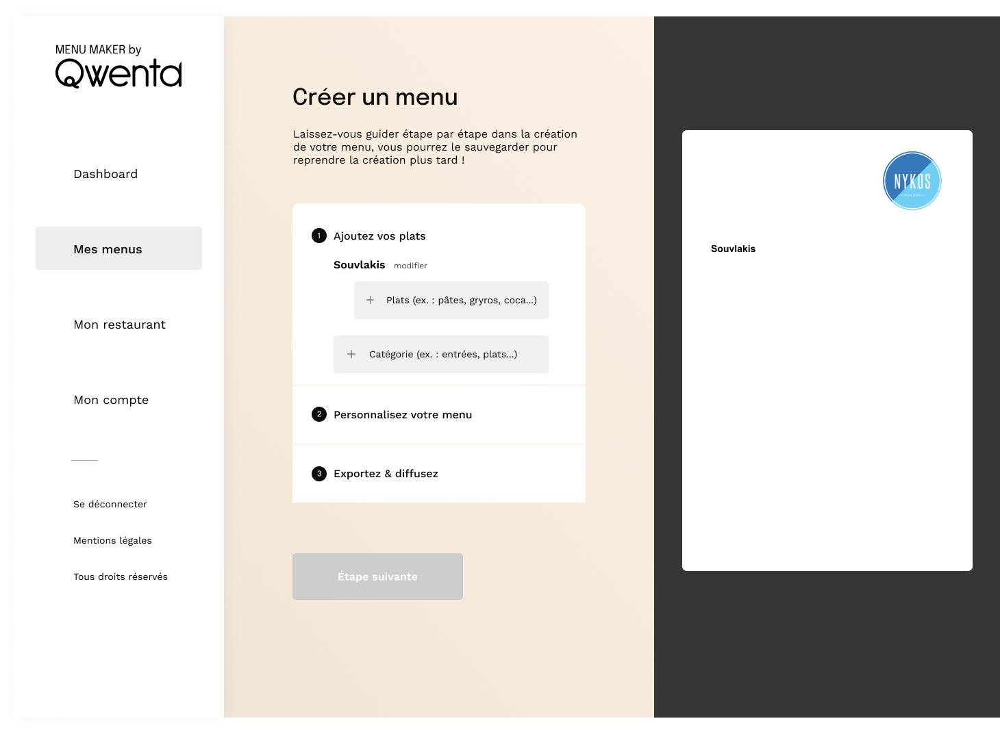 MENU MAKER by
Qwenta
Dashboard
Mes menus
Mon restaurant
Mon compte
Se déconnecter
Mentions légales
Tous droits réservés
Créer un menu
Laissez-vous guider étape par étape dans la création
de votre menu, vous pourrez le sauvegarder pour
reprendre la création plus tard !
1 Ajoutez vos plats
Souvlakis modifier
+ Plats (ex. : pâtes, gryros, coca...)
+ Catégorie (ex. : entrées, plats...)
2 Personnalisez votre menu
3 Exportez & diffusez
Étape suivante
NYKOS
Souvlakis